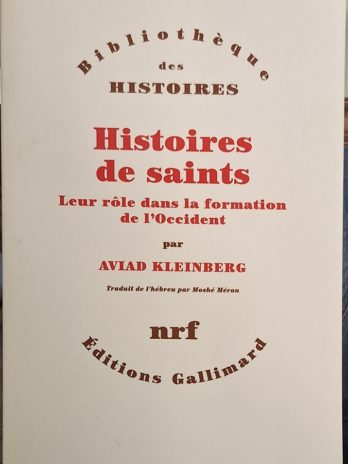 Bibliothèque
des
HISTOIRES
Histoires
de saints
Leur rôle dans la formation
de l'Occident
par
AVIAD KLEINBERG
Traduit de l'hébreu par Moshé Méron
nrf
Éditions Gallimard